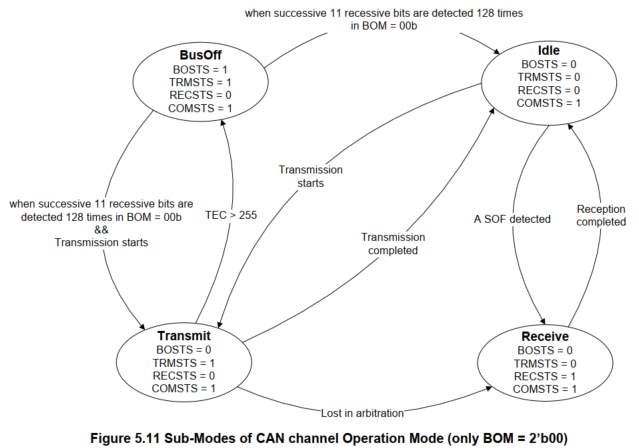 when successive 11 recessive bits are detected 128 times
in BOM = 00b
BusOff
BOSTS = 1
TRMSTS = 1
RECSTS = 0
COMSTS = 1
Idle
BOSTS = 0
TRMSTS = 0
RECSTS = 0
COMSTS = 1
Transmission
starts
when successive 11 recessive bits are
detected 128 times in BOM = 00b
&&
Transmission starts
TEC > 255
Transmission
completed
A SOF detected
Reception
completed
Transmit
BOSTS = 0
TRMSTS = 1
RECSTS = 0
COMSTS = 1
Receive
BOSTS = 0
TRMSTS = 0
RECSTS = 1
COMSTS = 1
Lost in arbitration
Figure 5.11 Sub-Modes of CAN channel Operation Mode (only BOM = 2'b00)